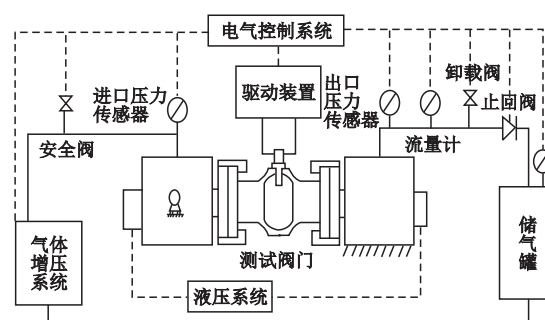 电气控制系统
驱动装置
出口
压力
传感器
卸载阀
止回阀
进口压力
传感器
流量计
安全阀
测试阀门
储
气
罐
气体
增压
系统
液压系统